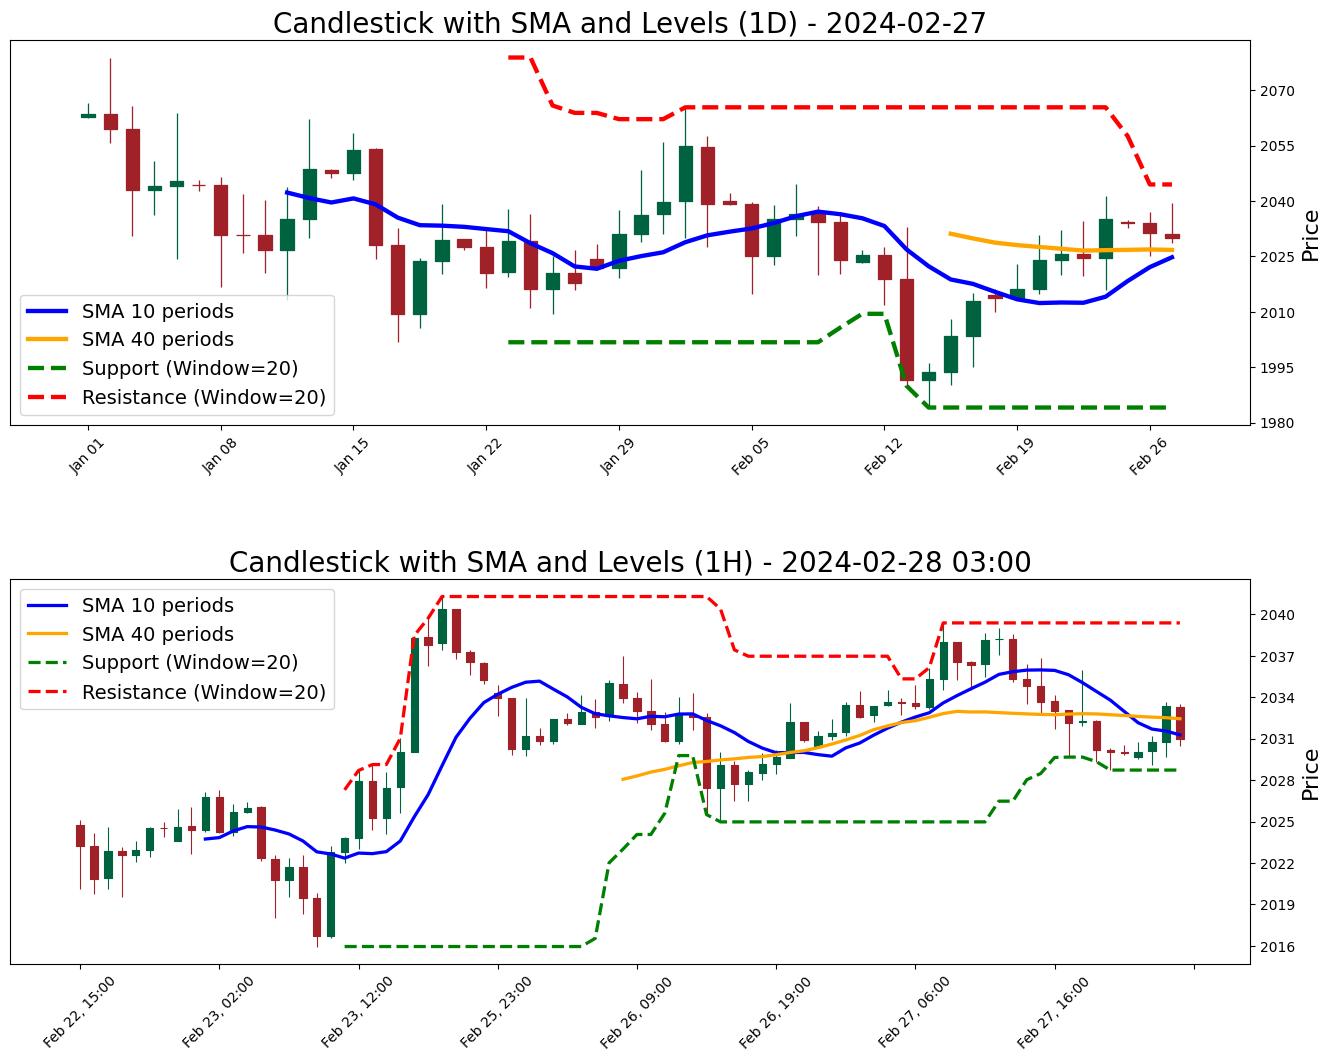 Candlestick with SMA and Levels (1D) - 2024-02-27
2070
2055
2040
2025
2010
1995
1980
Price
SMA 10 periods
SMA 40 periods
Support (Window=20)
Resistance (Window=20)
Jan 01
Jan 08
Jan 15
Jan 22
Jan 29
Feb 05
Feb 12
Feb 19
Feb 26
Candlestick with SMA and Levels (1H) - 2024-02-28 03:00
SMA 10 periods
SMA 40 periods
Support (Window=20)
Resistance (Window=20)
2040
2037
2034
2031
2028
2025
2022
2019
2016
Price
Feb 22, 15:00
Feb 23, 02:00
Feb 23, 12:00
Feb 25, 23:00
Feb 26, 09:00
Feb 26, 19:00
Feb 27, 06:00
Feb 27, 16:00